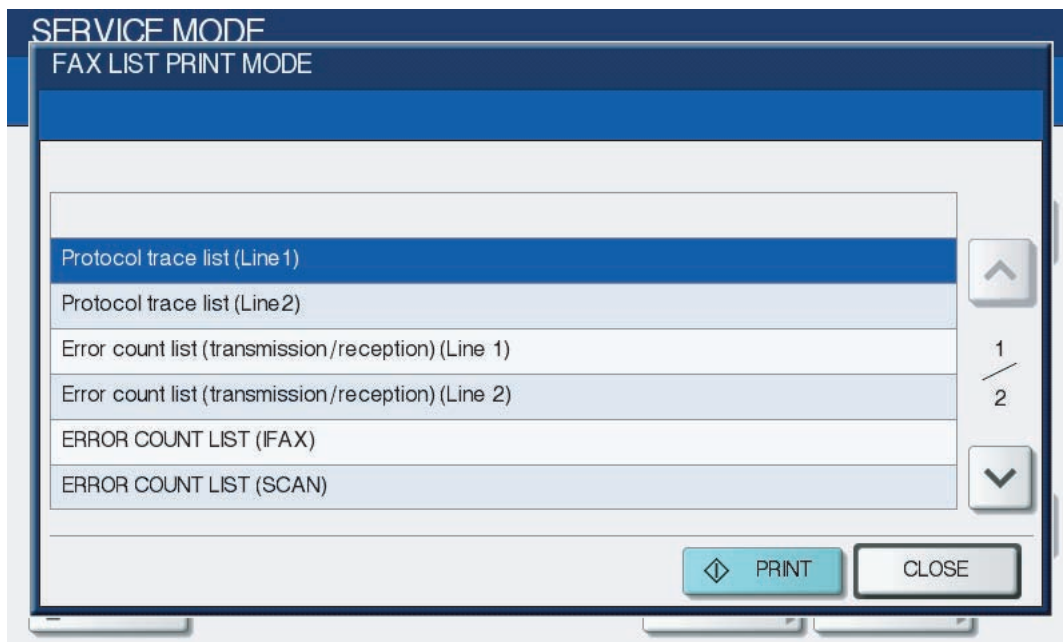 SERVICE MODE
FAX LIST PRINT MODE
Protocol trace list (Line1)
Protocol trace list (Line2)
Error count list (transmission/reception) (Line 1)
Error count list (transmission/reception) (Line 2)
ERROR COUNT LIST (IFAX)
ERROR COUNT LIST (SCAN)
1
2
PRINT
CLOSE